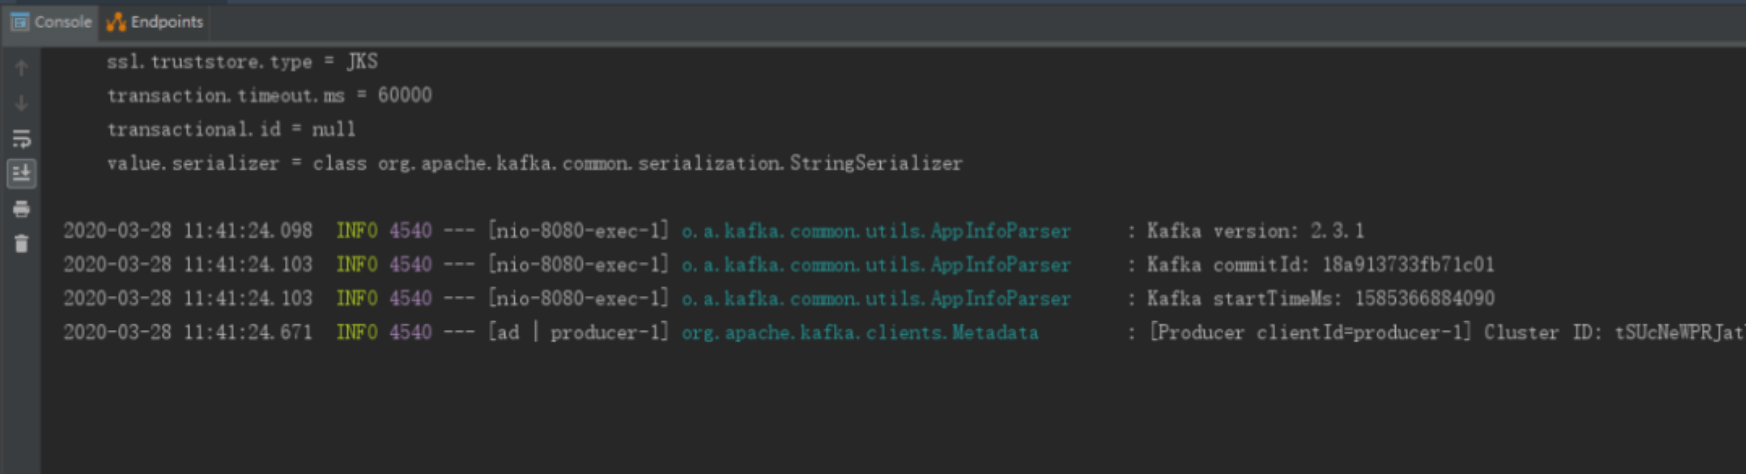 Console Endpoints
ssl.truststore.type = JKS
transaction.timeout.ms = 60000
transactional.id = null
value.serializer = class org.apache.kafka.common.serialization.StringSerializer
2020-03-28 11:41:24.098 INFO 4540 --- [nio-8080-exec-1] o.a.kafka.common.utils.AppInfoParser : Kafka version: 2.3.1
2020-03-28 11:41:24.103 INFO 4540 --- [nio-8080-exec-1] o.a.kafka.common.utils.AppInfoParser : Kafka commitId: 18a913733fb71c01
2020-03-28 11:41:24.103 INFO 4540 --- [nio-8080-exec-1] o.a.kafka.common.utils.AppInfoParser : Kafka startTimeMs: 1585366884090
2020-03-28 11:41:24.671 INFO 4540 --- [ad | producer-1] org.apache.kafka.clients.Metadata : [Producer clientId=producer-1] Cluster ID: tSUcNeWPRJat